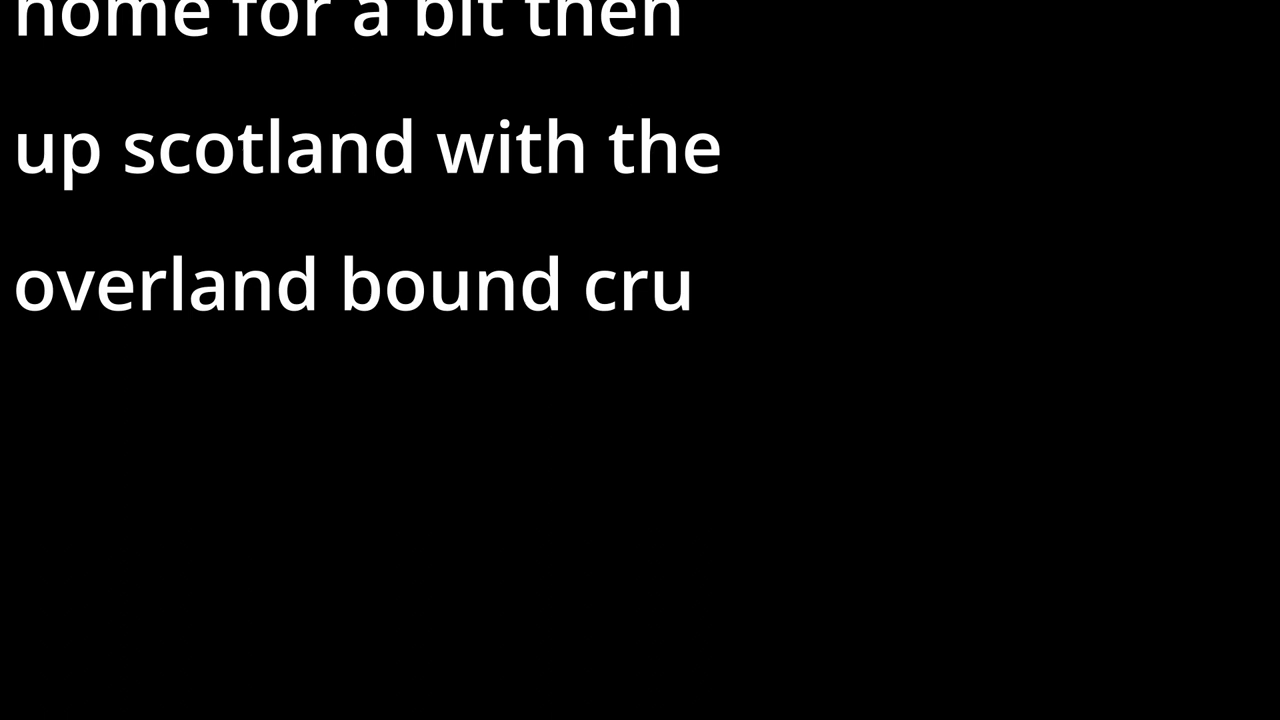 home for a bit then
up scotland with the
overland bound cru